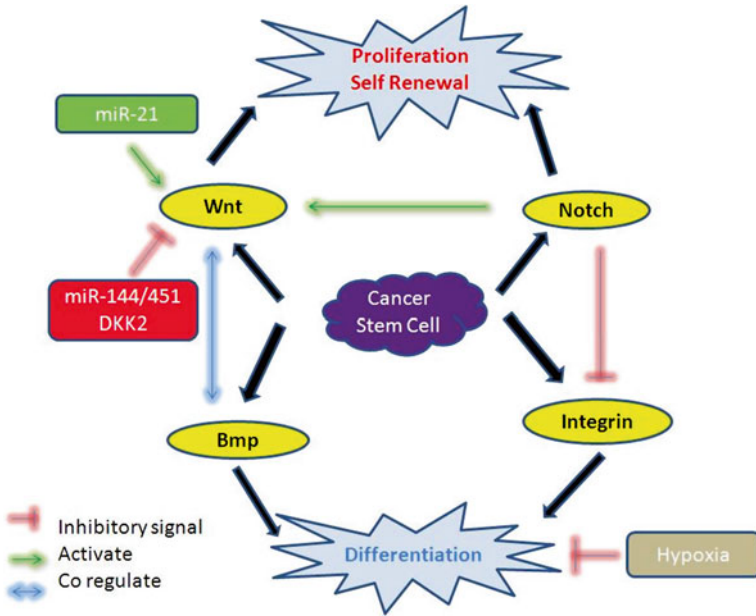 Proliferation
Self Renewal
miR-21
Wnt
Notch
miR-144/451
DKK2
Cancer
Stem Cell
Bmp
Integrin
Inhibitory signal
Activate
Co regulate
Differentiation
Hypoxia